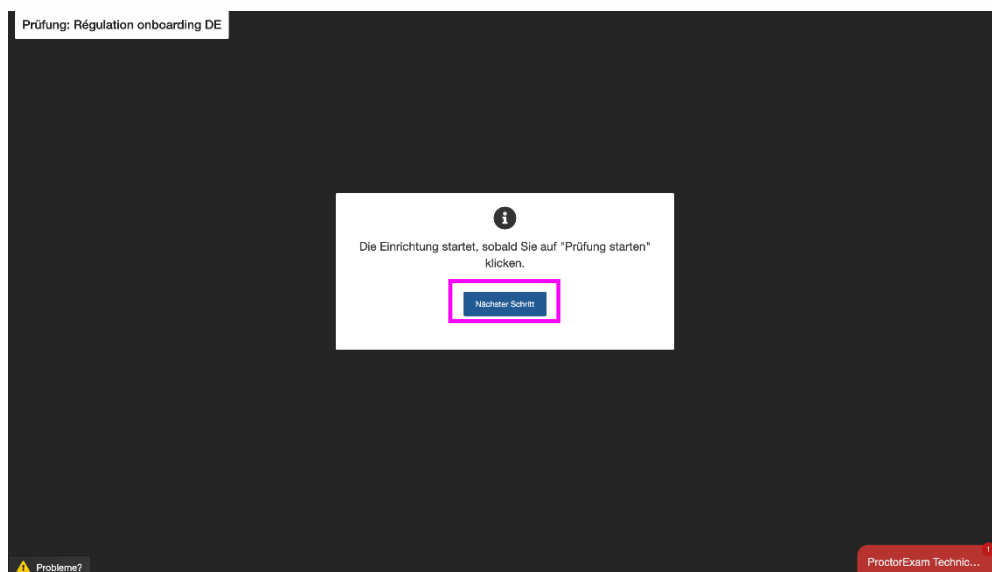 Prüfung: Régulation onboarding DE
Die Einrichtung startet, sobald Sie auf "Prüfung starten"
klicken.
Nächster Schritt
Probleme?
1
ProctorExam Technic...